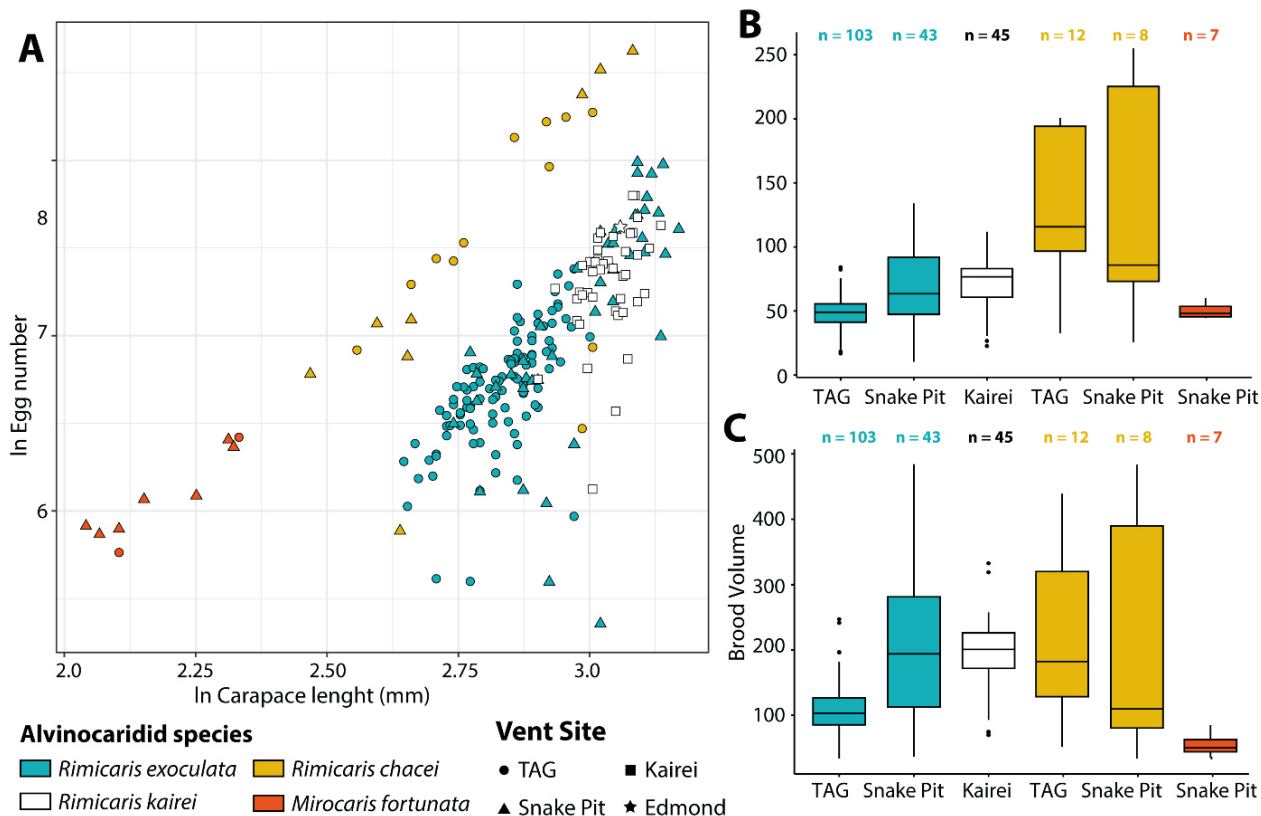 A
ln Egg number
8
7
6
2.0 2.25 2.50 2.75 3.0
ln Carapace lenght (mm)
B
n = 103 n = 43 n = 45 n = 12 n = 8 n = 7
250
200
150
100
50
0
TAG Snake Pit Kairei TAG Snake Pit Snake Pit
C
n = 103 n = 43 n = 45 n = 12 n = 8 n = 7
Brood Volume
500
400
300
200
100
TAG Snake Pit Kairei TAG Snake Pit Snake Pit
Alvinocaridid species
Rimicaris exoculata Rimicaris chacei
Rimicaris kairei Mirocaris fortunata
Vent Site
TAG Kairei
Snake Pit Edmond